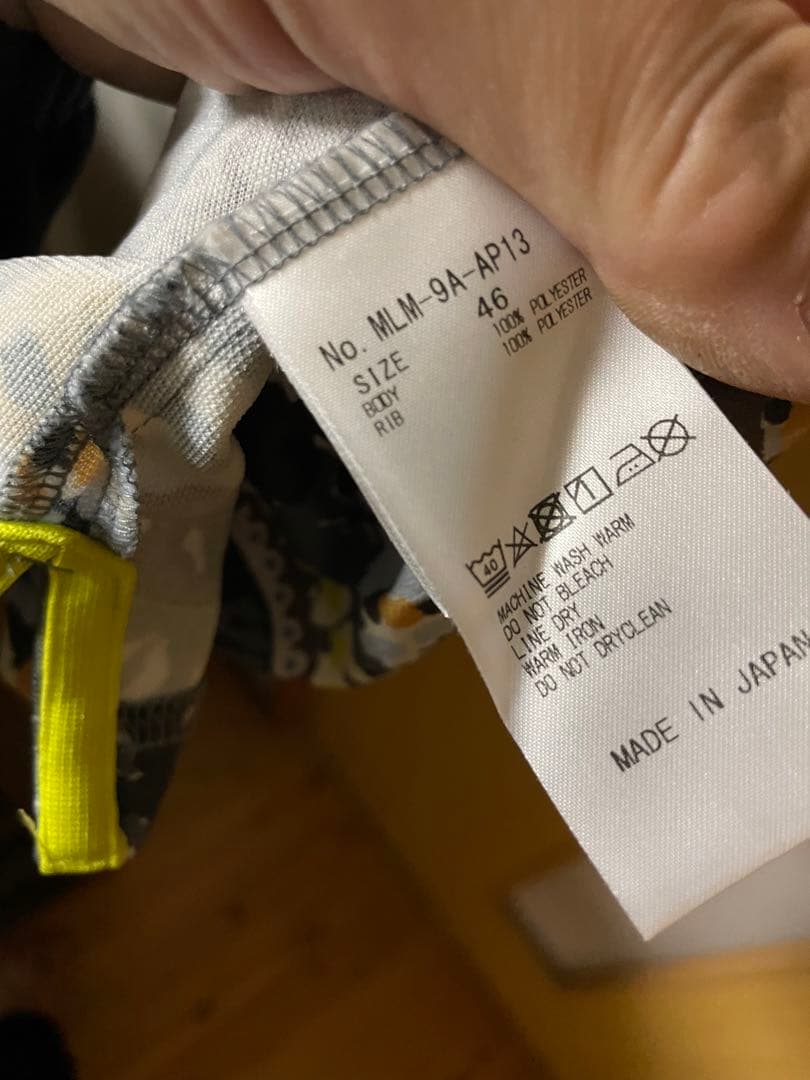 No. MLM-9A-AP13
SIZE 46
BODY 100% POLYESTER
RIB 100% POLYESTER
40
MACHINE WASH WARM
DO NOT BLEACH
LINE DRY
WARM IRON
DO NOT DRYCLEAN
MADE IN JAPAN